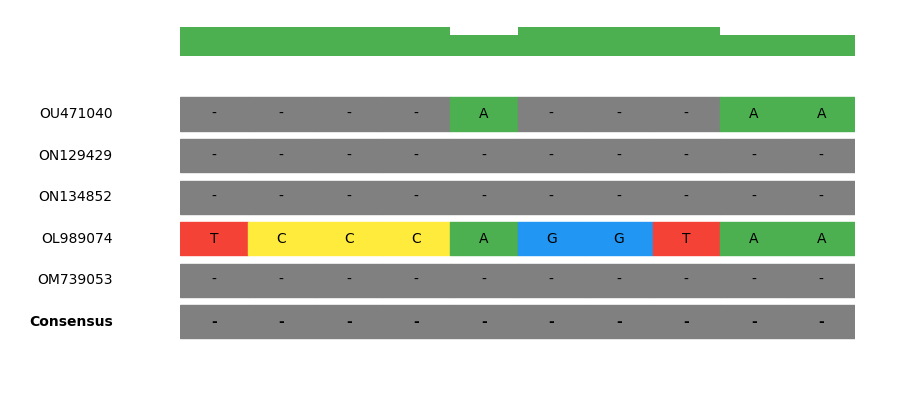 OU471040 - - - - A - - - A A
ON129429 - - - - - - - - - -
ON134852 - - - - - - - - - -
OL989074 T C C C A G G T A A
OM739053 - - - - - - - - - -
Consensus - - - - - - - - - -